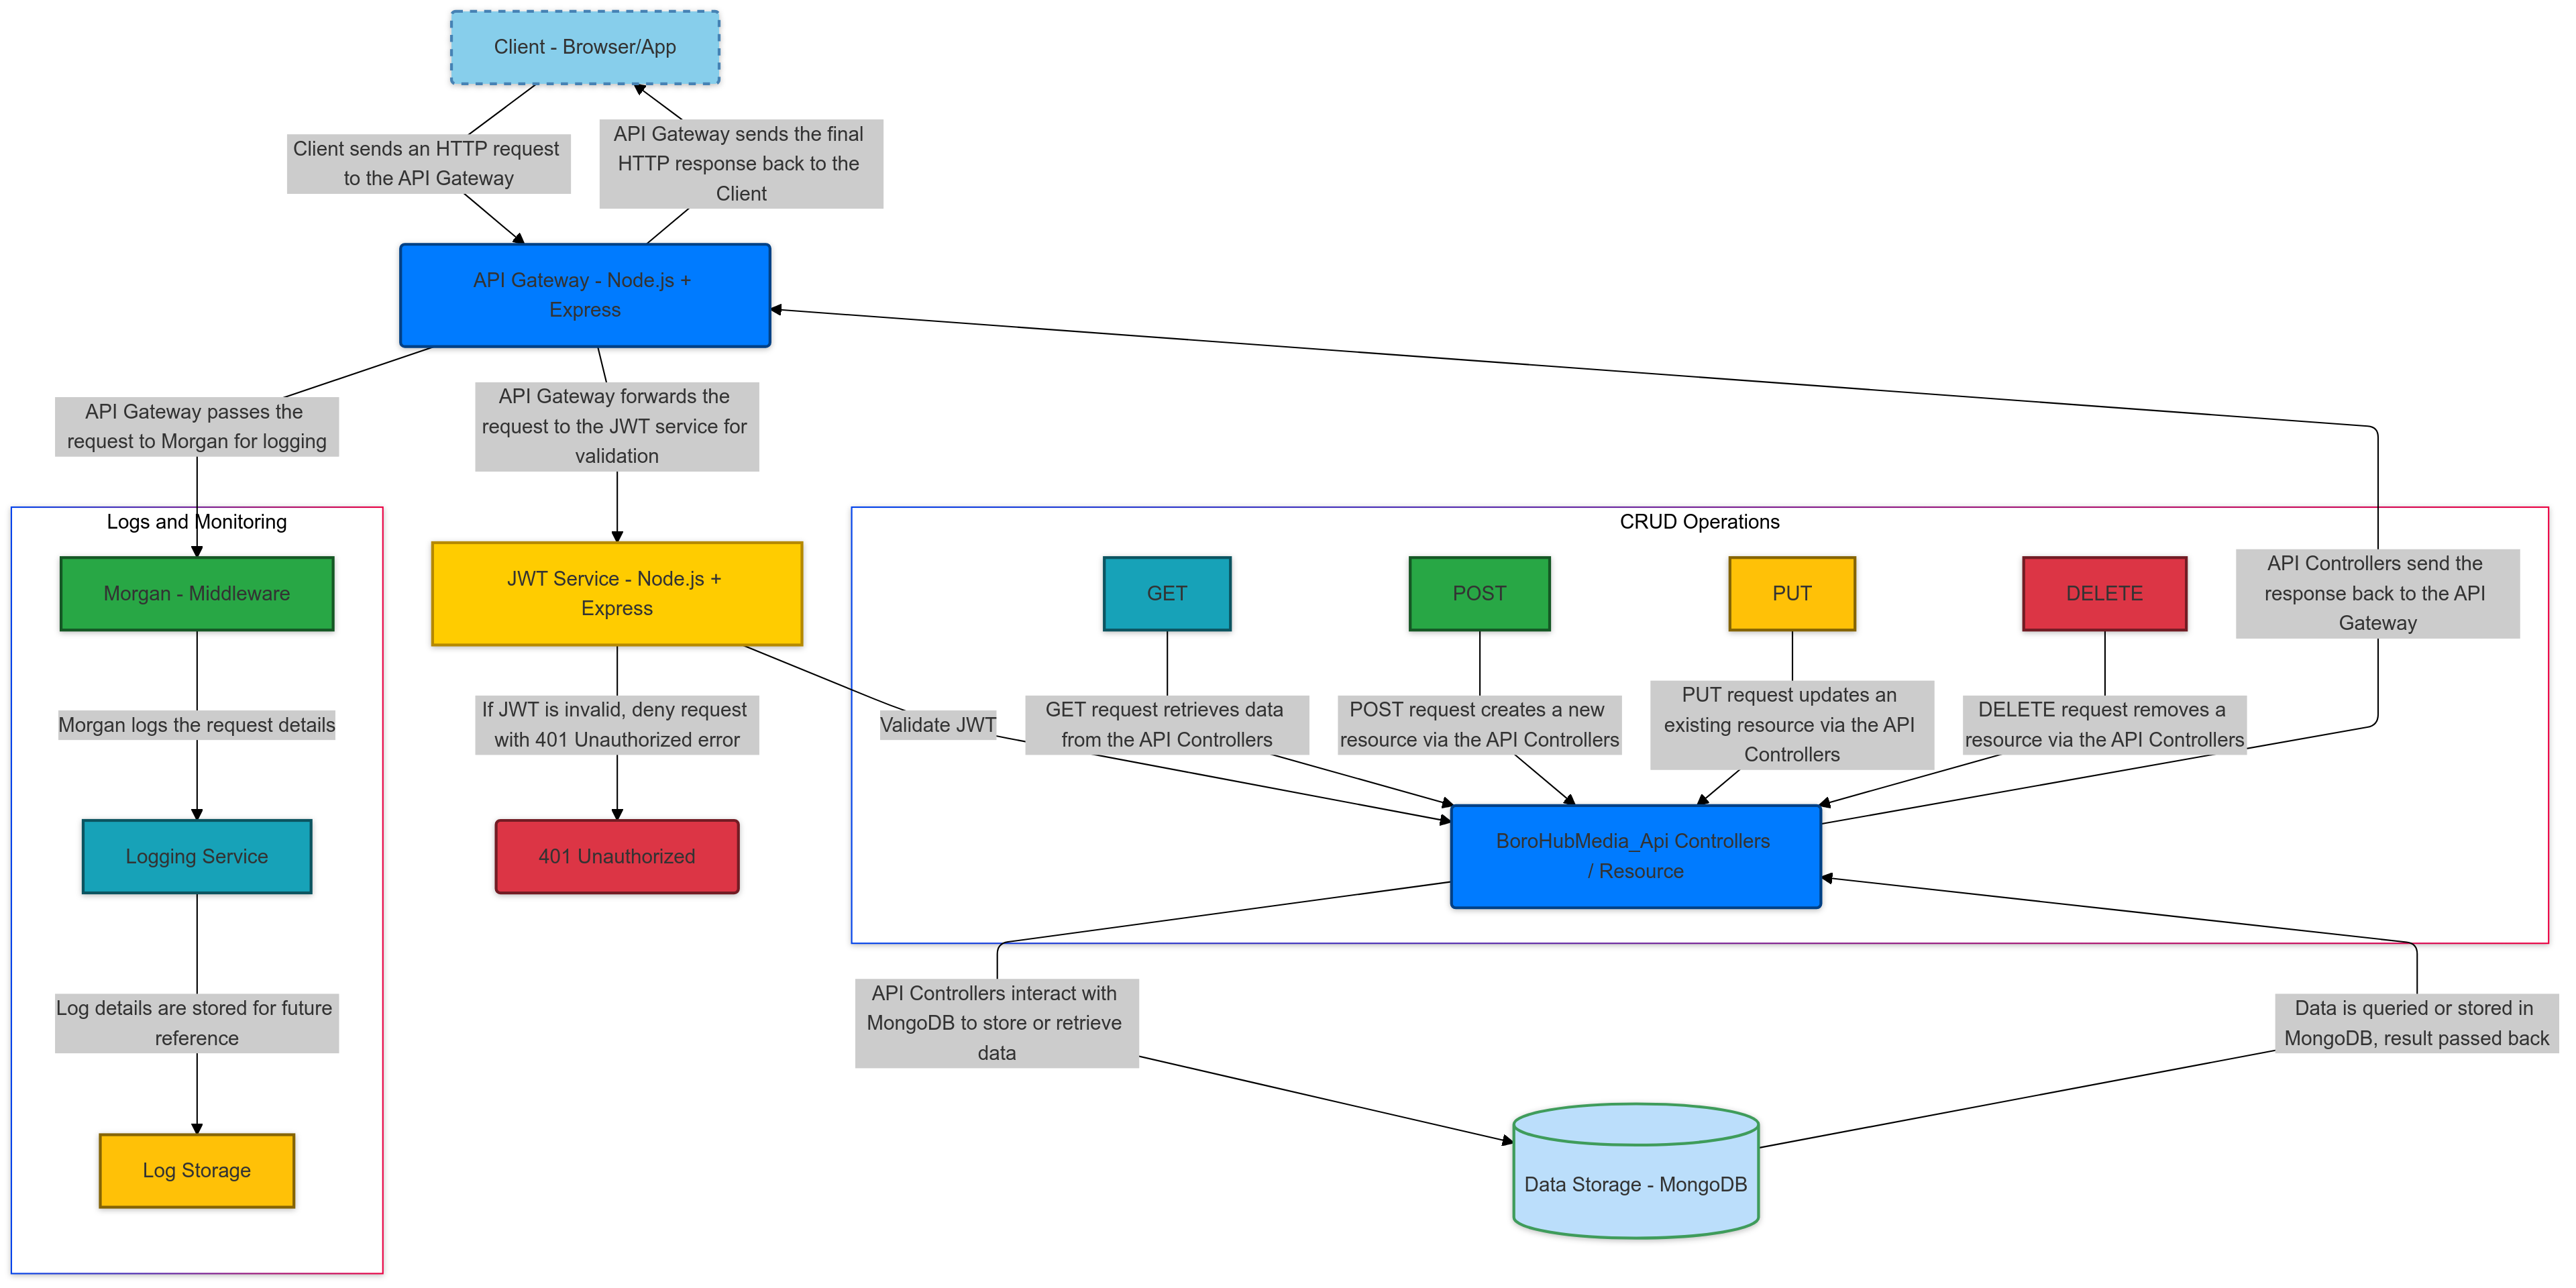 Client - Browser/App
Client sends an HTTP request
to the API Gateway
API Gateway sends the final
HTTP response back to the
Client
API Gateway - Node.js +
Express
API Gateway passes the
request to Morgan for logging
API Gateway forwards the
request to the JWT service for
validation
Logs and Monitoring
Morgan - Middleware
Morgan logs the request details
Logging Service
Log details are stored for future
reference
Log Storage
JWT Service - Node.js +
Express
If JWT is invalid, deny request
with 401 Unauthorized error
401 Unauthorized
Validate JWT
CRUD Operations
GET
POST
PUT
DELETE
API Controllers send the
response back to the API
Gateway
GET request retrieves data
from the API Controllers
POST request creates a new
resource via the API Controllers
PUT request updates an
existing resource via the API
Controllers
DELETE request removes a
resource via the API Controllers
BoroHubMedia_Api Controllers
/ Resource
API Controllers interact with
MongoDB to store or retrieve
data
Data is queried or stored in
MongoDB, result passed back
Data Storage - MongoDB